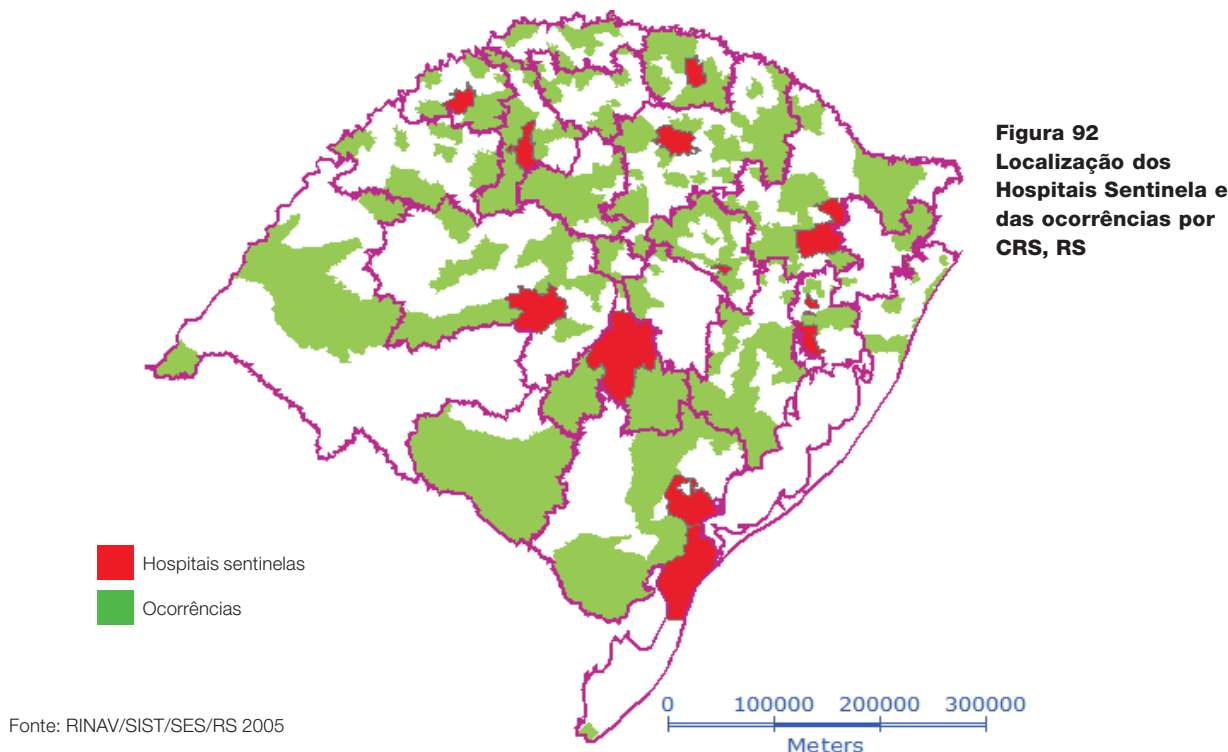 Figura 92
Localização dos
Hospitais Sentinela e
das ocorrências por
CRS, RS
Hospitais sentinelas
Ocorrências
Fonte: RINAV/SIST/SES/RS 2005
0 100000 200000 300000
Meters